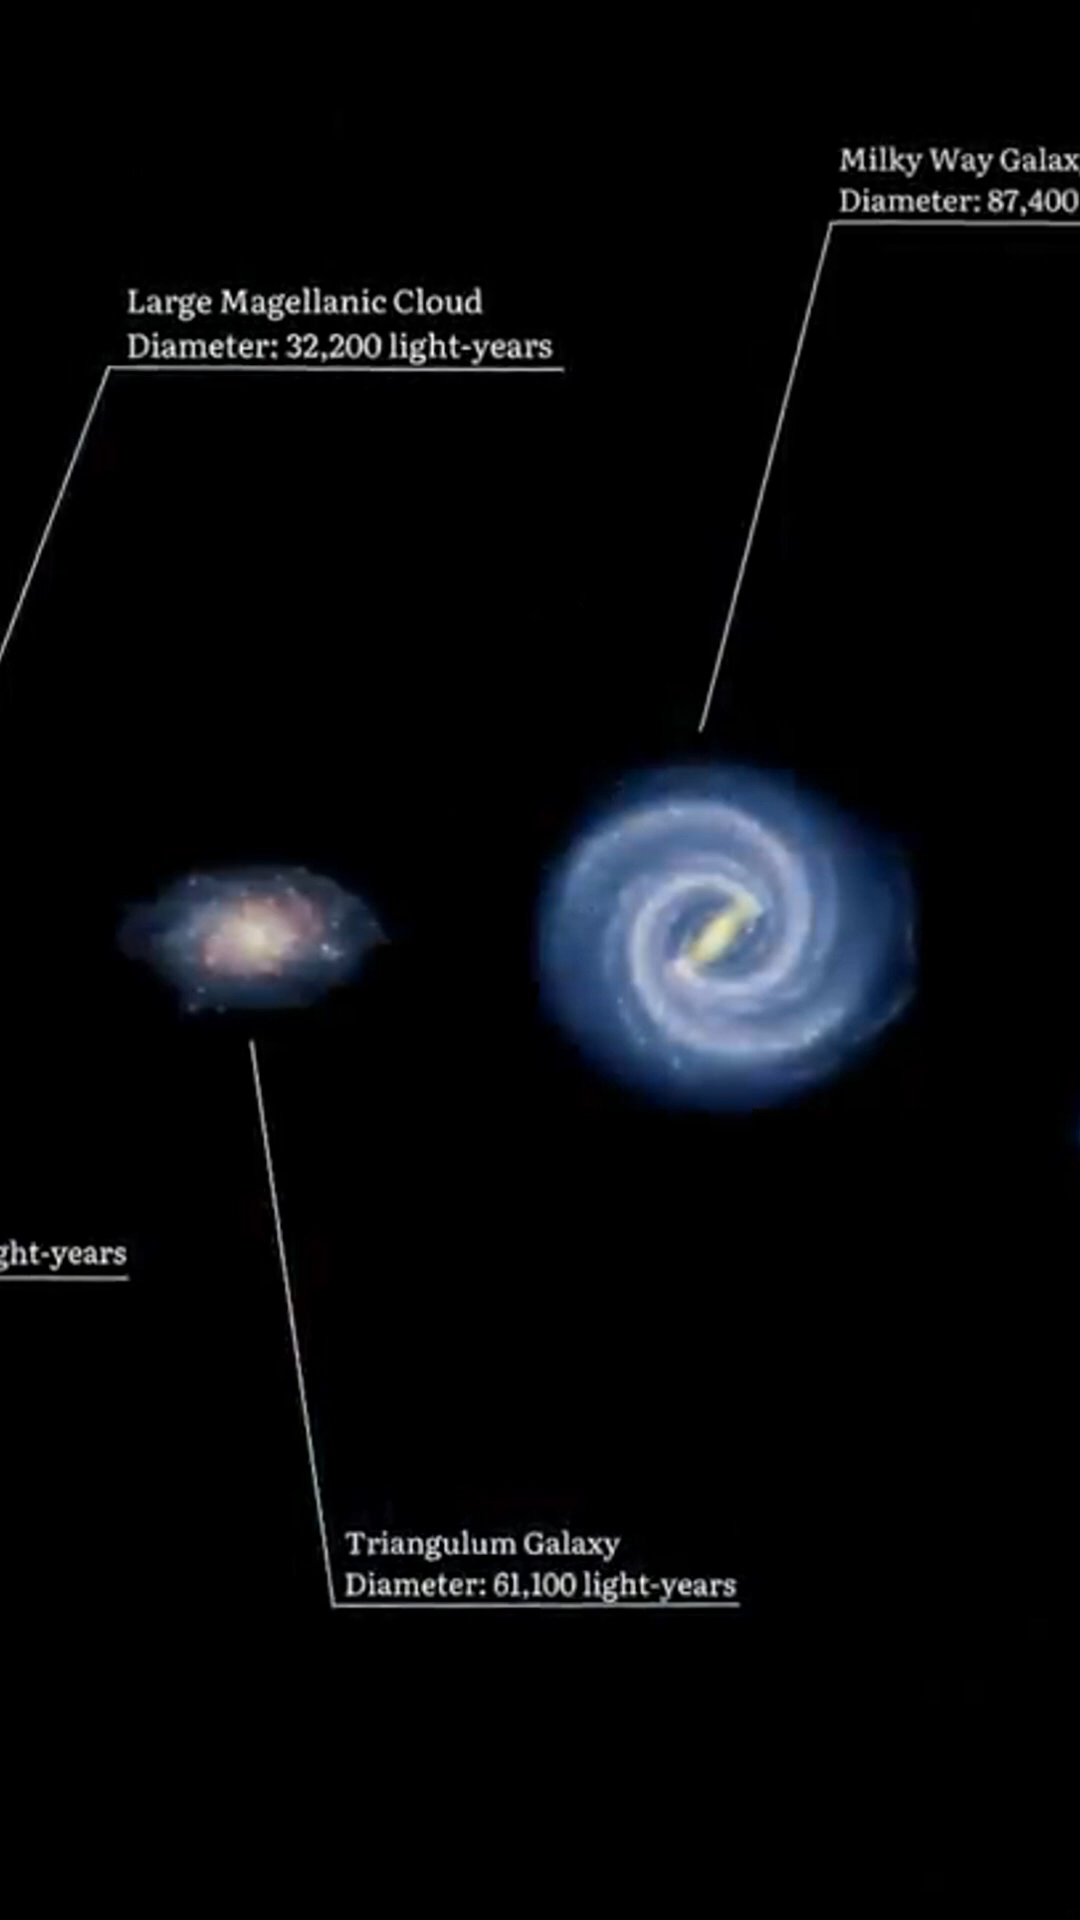 Milky Way Galax
Diameter: 87,400
Large Magellanic Cloud
Diameter: 32,200 light-years
ght-years
Triangulum Galaxy
Diameter: 61,100 light-years